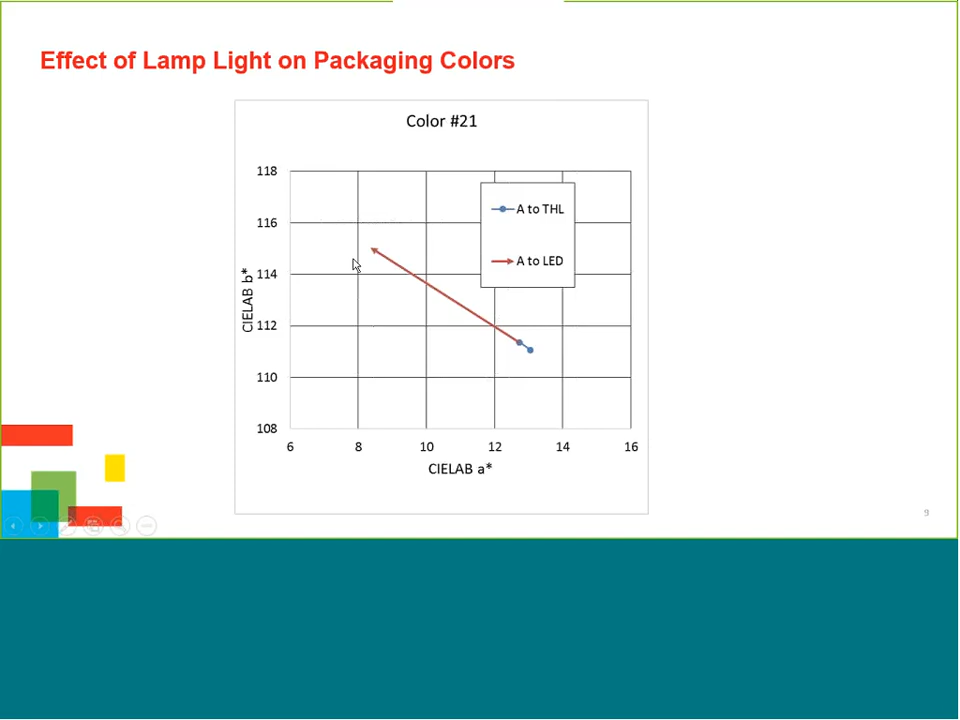 Effect of Lamp Light on Packaging Colors
Color #21
118
116
114
112
110
108
CIELAB b*
A to THL
A to LED
6 8 10 12 14 16
CIELAB a*
9